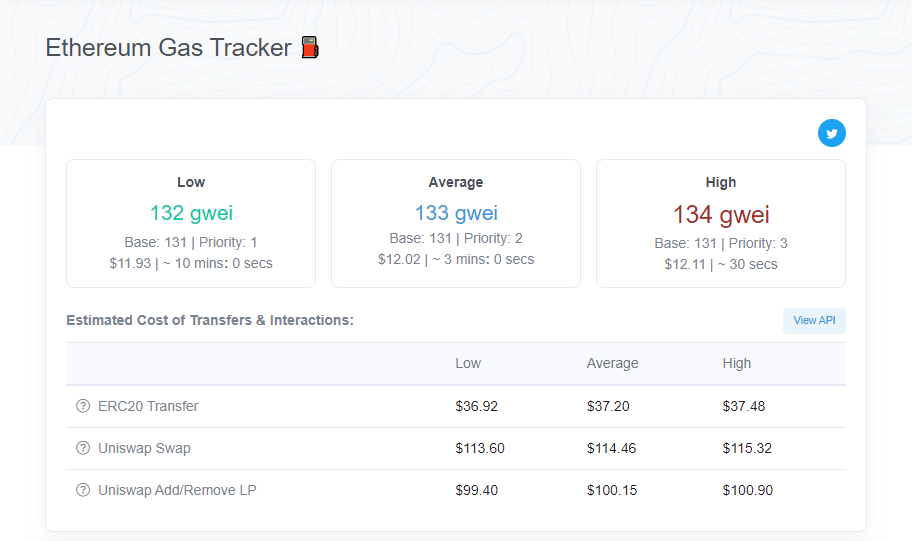 Ethereum Gas Tracker
Low
132 gwei
Base: 131 | Priority: 1
$11.93 | ~ 10 mins: 0 secs
Average
133 gwei
Base: 131 | Priority: 2
$12.02 | ~ 3 mins: 0 secs
High
134 gwei
Base: 131 | Priority: 3
$12.11 | ~ 30 secs
Estimated Cost of Transfers & Interactions:
View API
Low Average High
ERC20 Transfer $36.92 $37.20 $37.48
Uniswap Swap $113.60 $114.46 $115.32
Uniswap Add/Remove LP $99.40 $100.15 $100.90